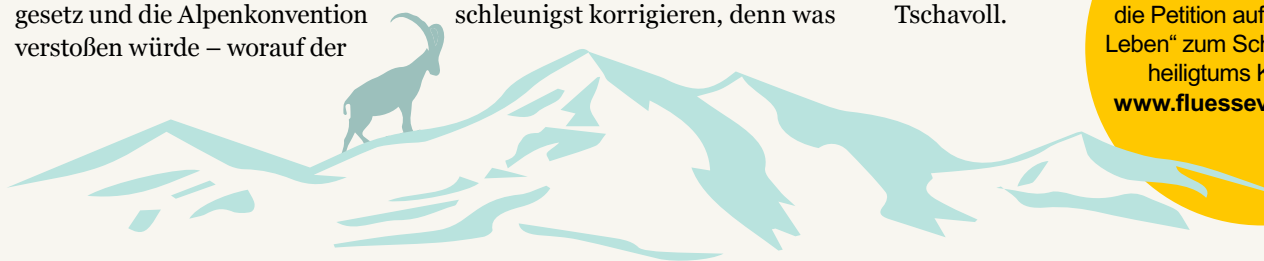 gesetz und die Alpenkonvention
verstoßen würde – worauf der
schleunigst korrigieren, denn was
Tschavoll.
die Petition auf
Leben“ zum Sch
heiligtums K
www.fluessev